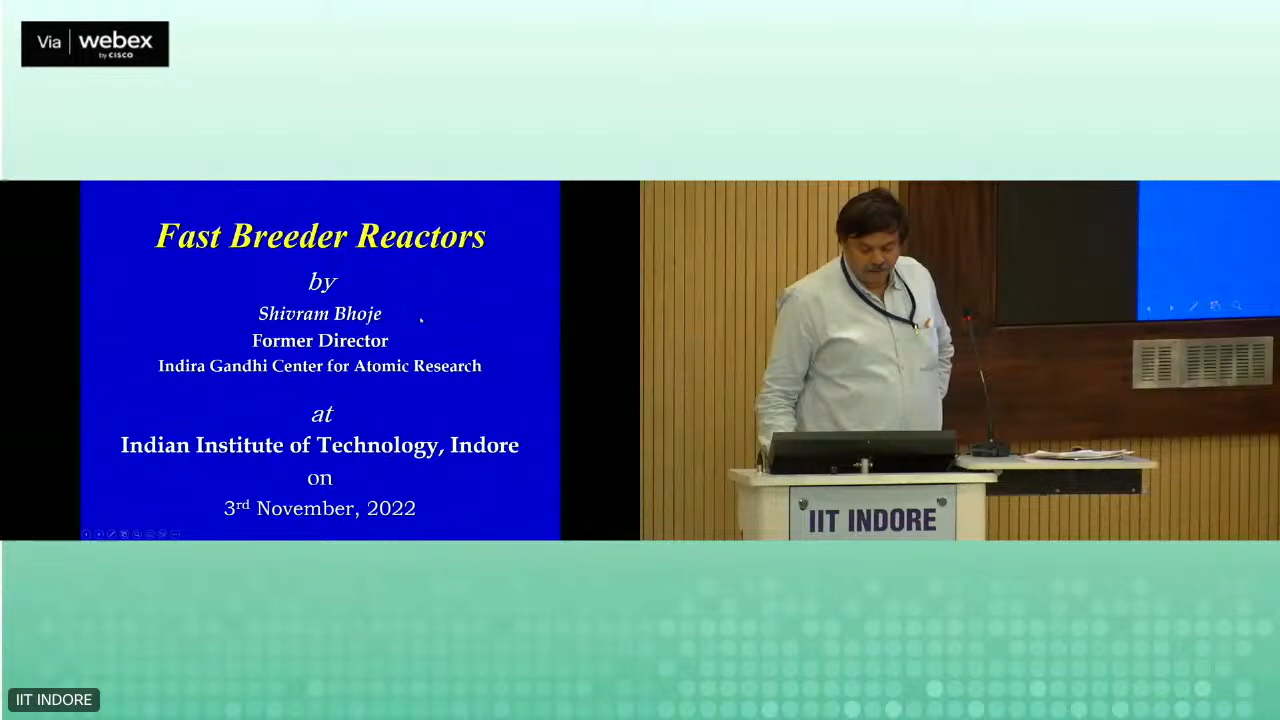 Via webex
by CISCO
Fast Breeder Reactors
by
Shivram Bhoje
Former Director
Indira Gandhi Center for Atomic Research
at
Indian Institute of Technology, Indore
on
3rd November, 2022
IIT INDORE
IIT INDORE